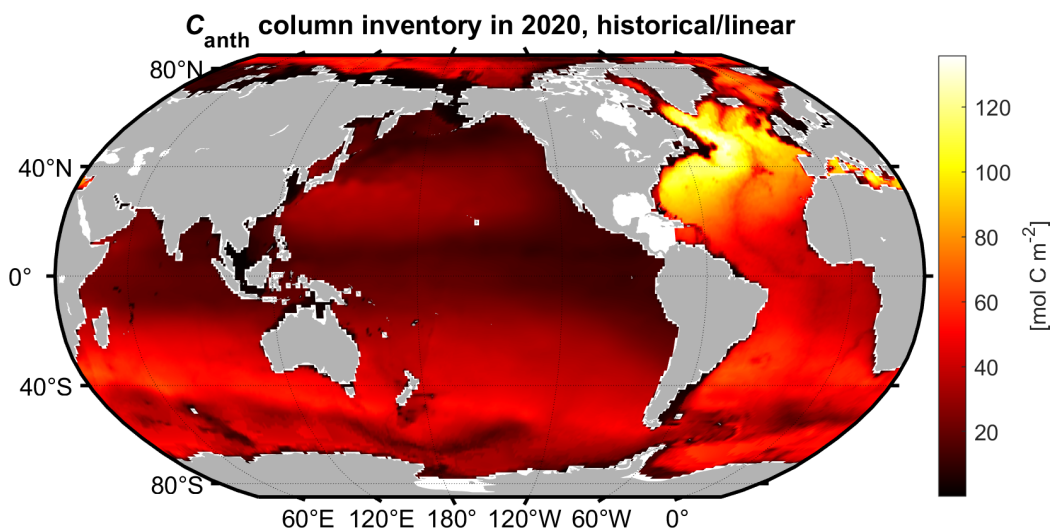 C_anth column inventory in 2020, historical/linear
80°N
40°N
0°
40°S
80°S
60°E 120°E 180° 120°W 60°W 0°
120
100
80
60
40
20
[mol C m⁻²]